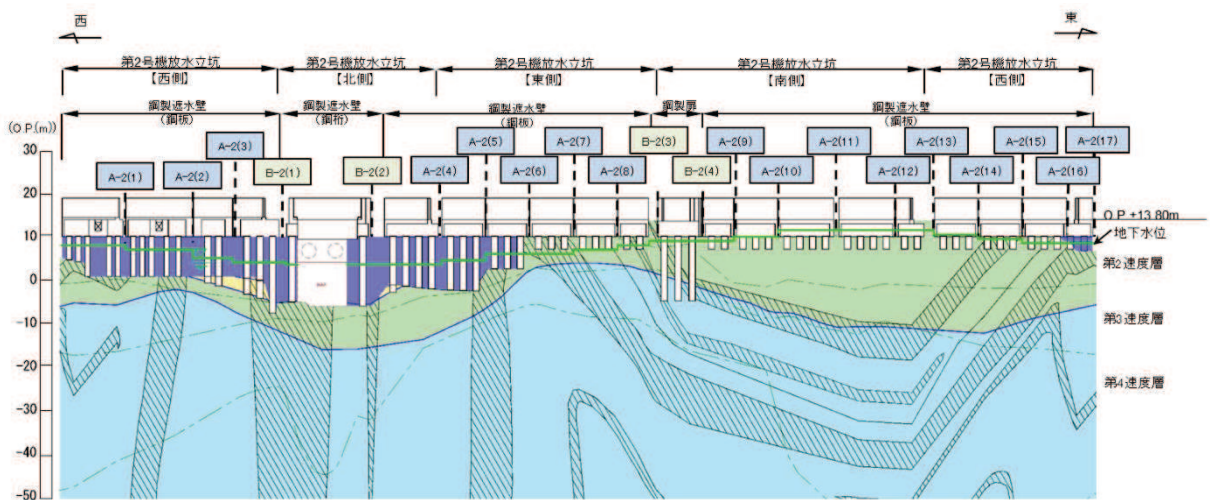 西
東
第2号機放水立坑
【西側】
第2号機放水立坑
【北側】
第2号機放水立坑
【東側】
第2号機放水立坑
【南側】
第2号機放水立坑
【西側】
鋼製遮水壁
(鋼板)
鋼製遮水壁
(鋼桁)
鋼製遮水壁
(鋼板)
鋼製扉
鋼製遮水壁
(鋼板)
(O.P.(m))
30
20
10
0
-10
-20
-30
-40
-50
A-2(1)
A-2(2)
A-2(3)
B-2(1)
B-2(2)
A-2(4)
A-2(5)
A-2(6)
A-2(7)
A-2(8)
B-2(3)
B-2(4)
A-2(9)
A-2(10)
A-2(11)
A-2(12)
A-2(13)
A-2(14)
A-2(15)
A-2(16)
A-2(17)
O.P.+13.80m
地下水位
第2速度層
第3速度層
第4速度層